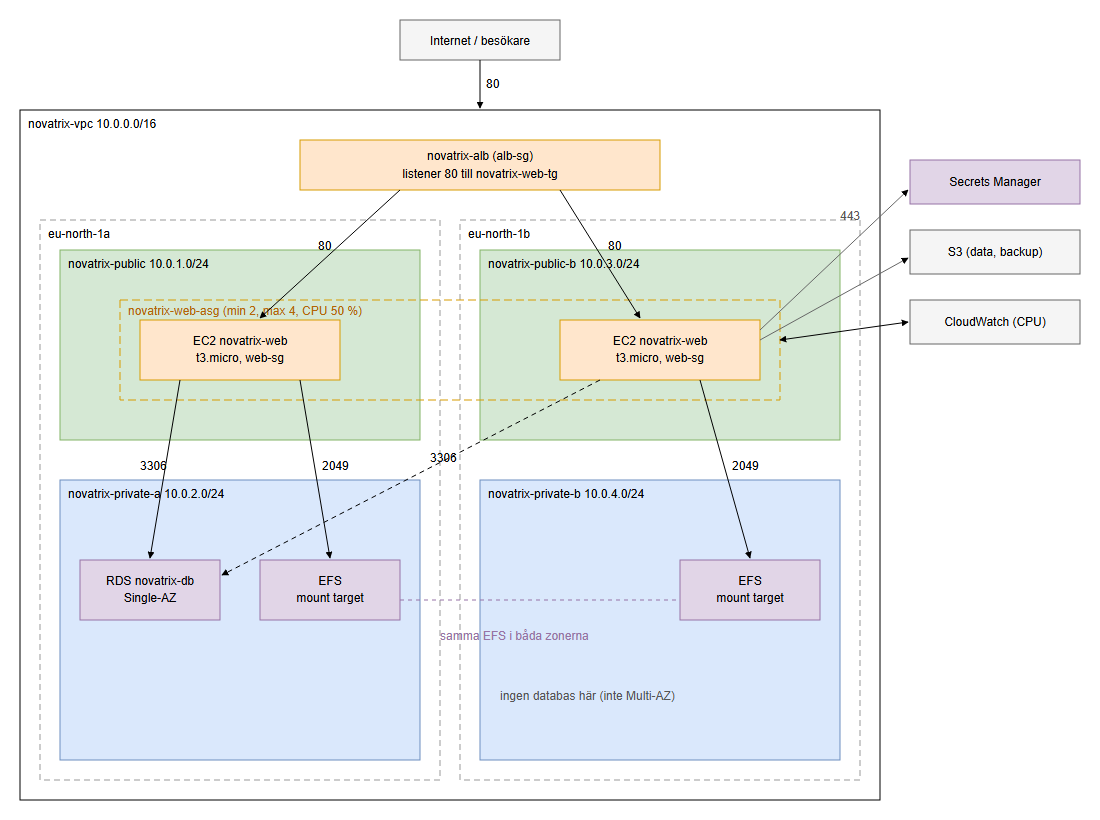 Internet / besökare
80
novatrix-vpc 10.0.0.0/16
novatrix-alb (alb-sg)
listener 80 till novatrix-web-tg
Secrets Manager
443
eu-north-1a
eu-north-1b
80
80
S3 (data, backup)
novatrix-public 10.0.1.0/24
novatrix-public-b 10.0.3.0/24
novatrix-web-asg (min 2, max 4, CPU 50 %)
CloudWatch (CPU)
EC2 novatrix-web
t3.micro, web-sg
EC2 novatrix-web
t3.micro, web-sg
3306
2049
3306
2049
novatrix-private-a 10.0.2.0/24
novatrix-private-b 10.0.4.0/24
RDS novatrix-db
Single-AZ
EFS
mount target
EFS
mount target
samma EFS i båda zonerna
ingen databas här (inte Multi-AZ)